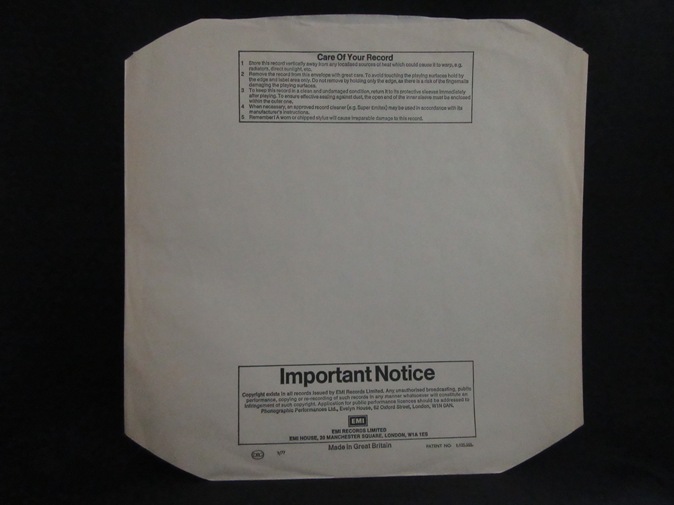 Care Of Your Record
1 Store this record vertically away from any localised sources of heat which could cause it to warp, e.g.
radiators, direct sunlight, etc.
2 Remove the record from this envelope with great care. To avoid touching the playing surfaces hold by
the edge and label area only. Do not remove by holding only the edge, as there is a risk of the fingernails
damaging the playing surfaces.
3 To keep this record in a clean and undamaged condition, return it to its protective sleeve immediately
after playing. To ensure effective sealing against dust, the open end of the inner sleeve must be enclosed
within the outer one.
4 When necessary, an approved record cleaner (e.g. Super Emitex) may be used in accordance with its
manufacturer's instructions.
5 Remember! A worn or chipped stylus will cause irreparable damage to this record.
Important Notice
Copyright exists in all records issued by EMI Records Limited. Any unauthorised broadcasting, public
performance, copying or re-recording of such records in any manner whatsoever will constitute an
infringement of such copyright. Application for public performance licences should be addressed to
Phonographic Performances Ltd., Evelyn House, 62 Oxford Street, London, W1N 0AN.
EMI
EMI RECORDS LIMITED
EMI HOUSE, 20 MANCHESTER SQUARE, LONDON, W1A 1ES
Made in Great Britain
PATENT NO.